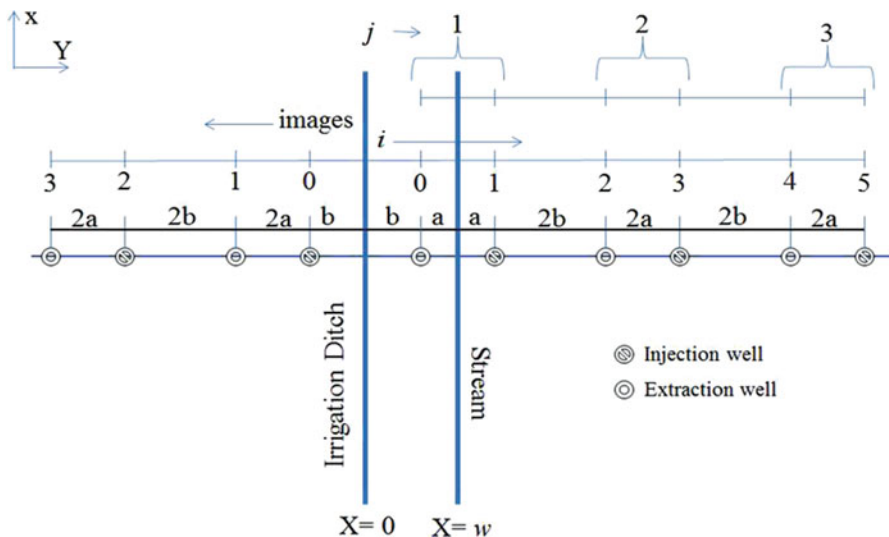 x
Y
j
1
2
3
images
i
3 2 1 0 0 1 2 3 4 5
2a 2b 2a b b a a 2b 2a 2b 2a
Irrigation Ditch
Stream
Injection well
Extraction well
X= 0 X= w